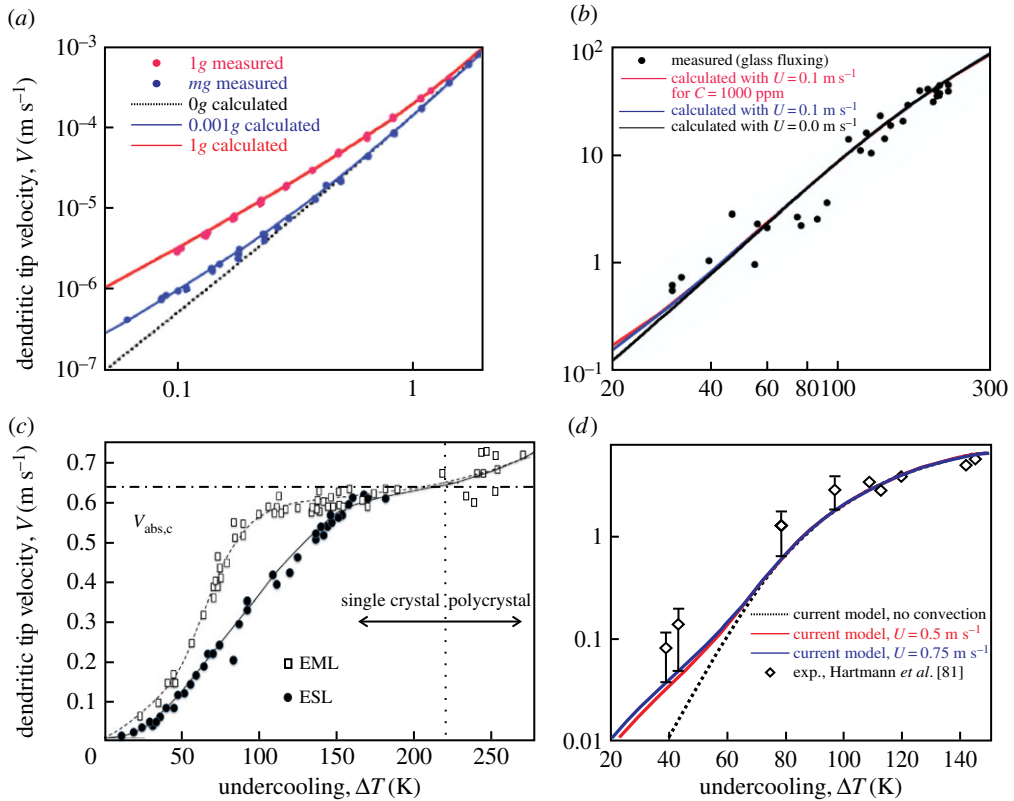 (a)
dendritic tip velocity, V (m s⁻¹)
10⁻³
10⁻⁴
10⁻⁵
10⁻⁶
10⁻⁷
0.1
1
1g measured
mg measured
0g calculated
0.001g calculated
1g calculated
(b)
10²
10
1
10⁻¹
20
40
60
80
100
300
measured (glass fluxing)
calculated with U = 0.1 m s⁻¹
for C = 1000 ppm
calculated with U = 0.1 m s⁻¹
calculated with U = 0.0 m s⁻¹
(c)
dendritic tip velocity, V (m s⁻¹)
0.7
0.6
0.5
0.4
0.3
0.2
0.1
0
50
100
150
200
250
V abs,c
single crystal
polycrystal
EML
ESL
undercooling, ΔT (K)
(d)
1
0.1
0.01
20
40
60
80
100
120
140
current model, no convection
current model, U = 0.5 m s⁻¹
current model, U = 0.75 m s⁻¹
exp., Hartmann et al. [81]
undercooling, ΔT (K)